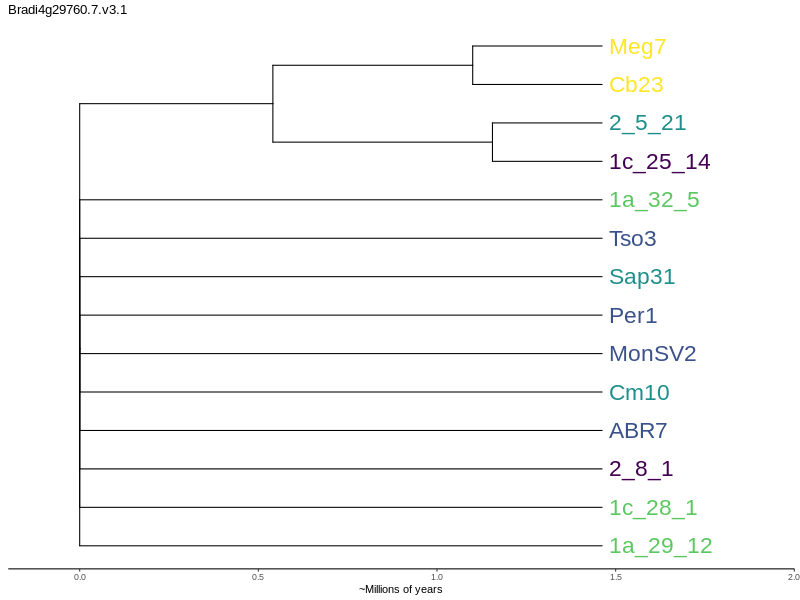 Bradi4g29760.7.v3.1
Meg7
Cb23
2_5_21
1c_25_14
1a_32_5
Tso3
Sap31
Per1
MonSV2
Cm10
ABR7
2_8_1
1c_28_1
1a_29_12
0.0 0.5 1.0 1.5 2.0
~Millions of years